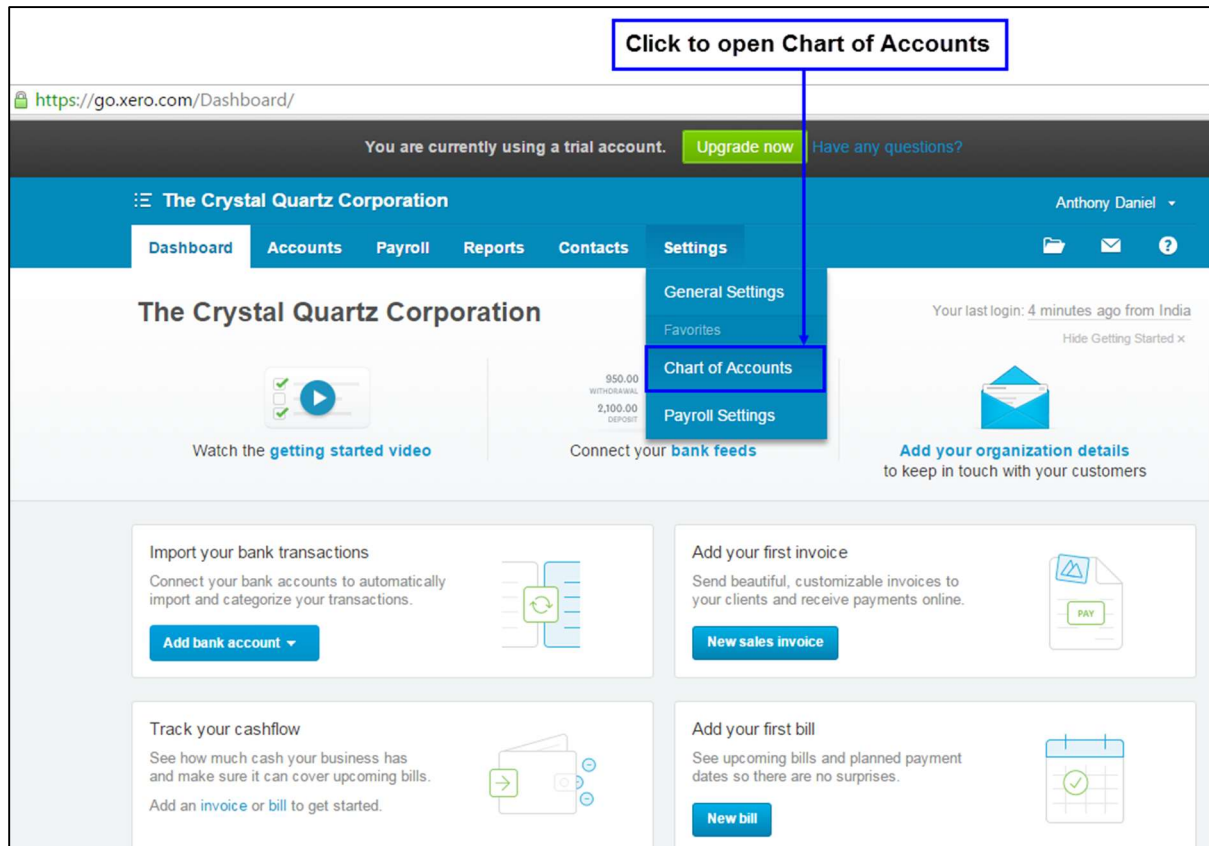 Click to open Chart of Accounts
https://go.xero.com/Dashboard/
You are currently using a trial account. Upgrade now Have any questions?
The Crystal Quartz Corporation
Anthony Daniel
Dashboard Accounts Payroll Reports Contacts Settings
General Settings
Favorites
Chart of Accounts
Payroll Settings
The Crystal Quartz Corporation
Your last login: 4 minutes ago from India
Hide Getting Started ×
Watch the getting started video
950.00
WITHDRAWAL
2,100.00
DEPOSIT
Connect your bank feeds
Add your organization details
to keep in touch with your customers
Import your bank transactions
Connect your bank accounts to automatically
import and categorize your transactions.
Add bank account
Add your first invoice
Send beautiful, customizable invoices to
your clients and receive payments online.
PAY
New sales invoice
Track your cashflow
See how much cash your business has
and make sure it can cover upcoming bills.
Add an invoice or bill to get started.
Add your first bill
See upcoming bills and planned payment
dates so there are no surprises.
New bill